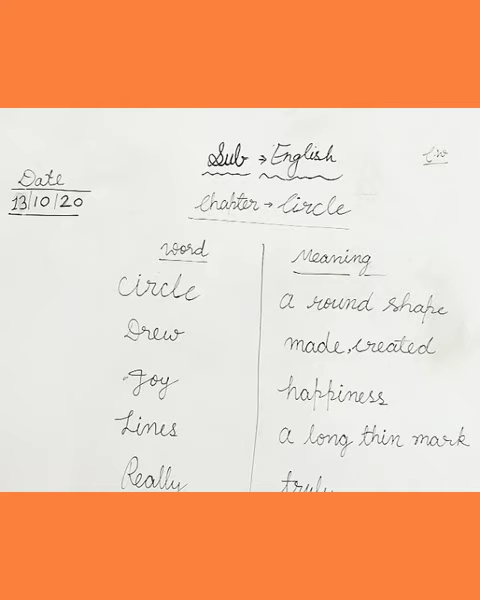 Sub → English
C.W
Date
13/10/20
Chapter → Circle
Word Meaning
Circle a round shape
Drew made, created
Joy happiness
Lines a long thin mark
Really truly